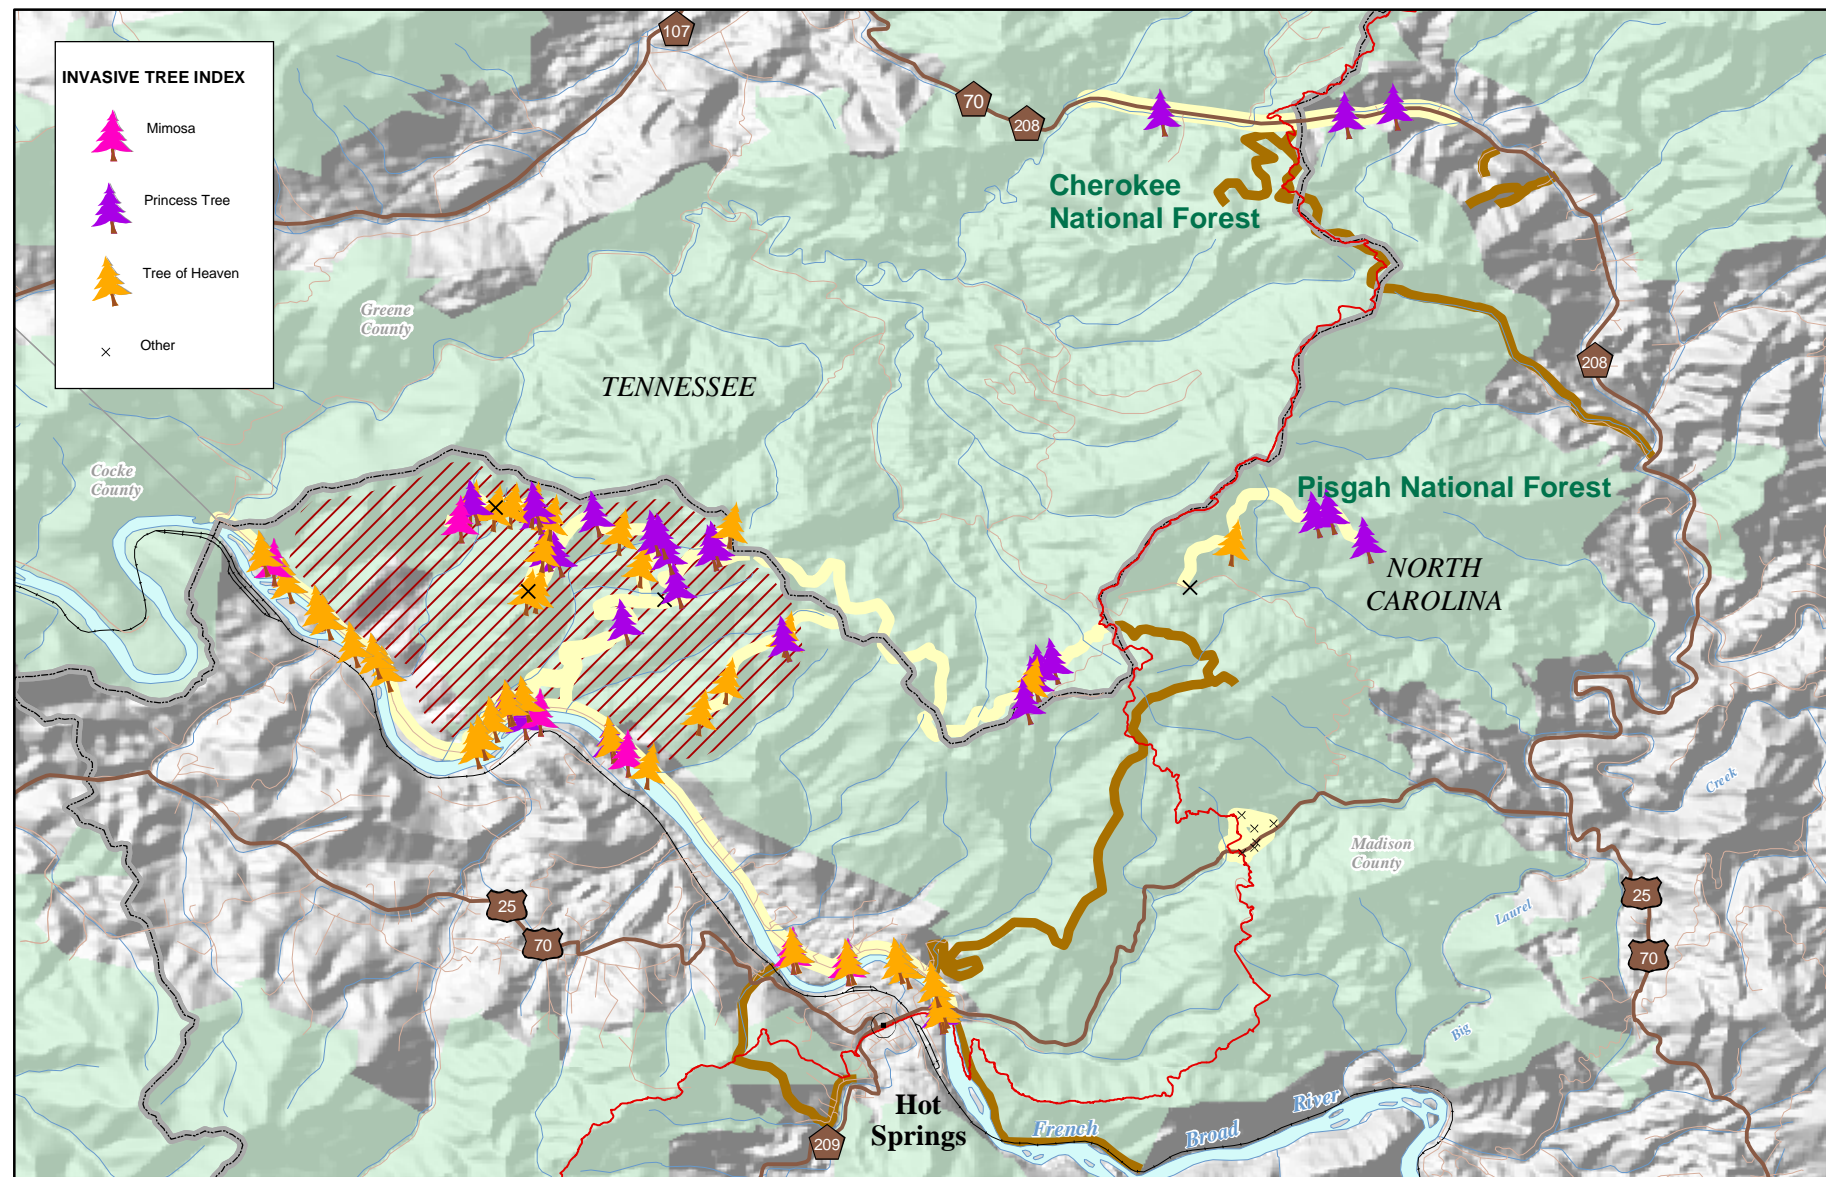 INVASIVE TREE INDEX
Mimosa
Princess Tree
Tree of Heaven
Other
107
70
208
Cherokee
National Forest
Greene
County
TENNESSEE
208
Cocke
County
Pisgah National Forest
NORTH
CAROLINA
Creek
Madison
County
25
70
25
70
Laurel
Big
Hot
Springs
209
French
Broad
River